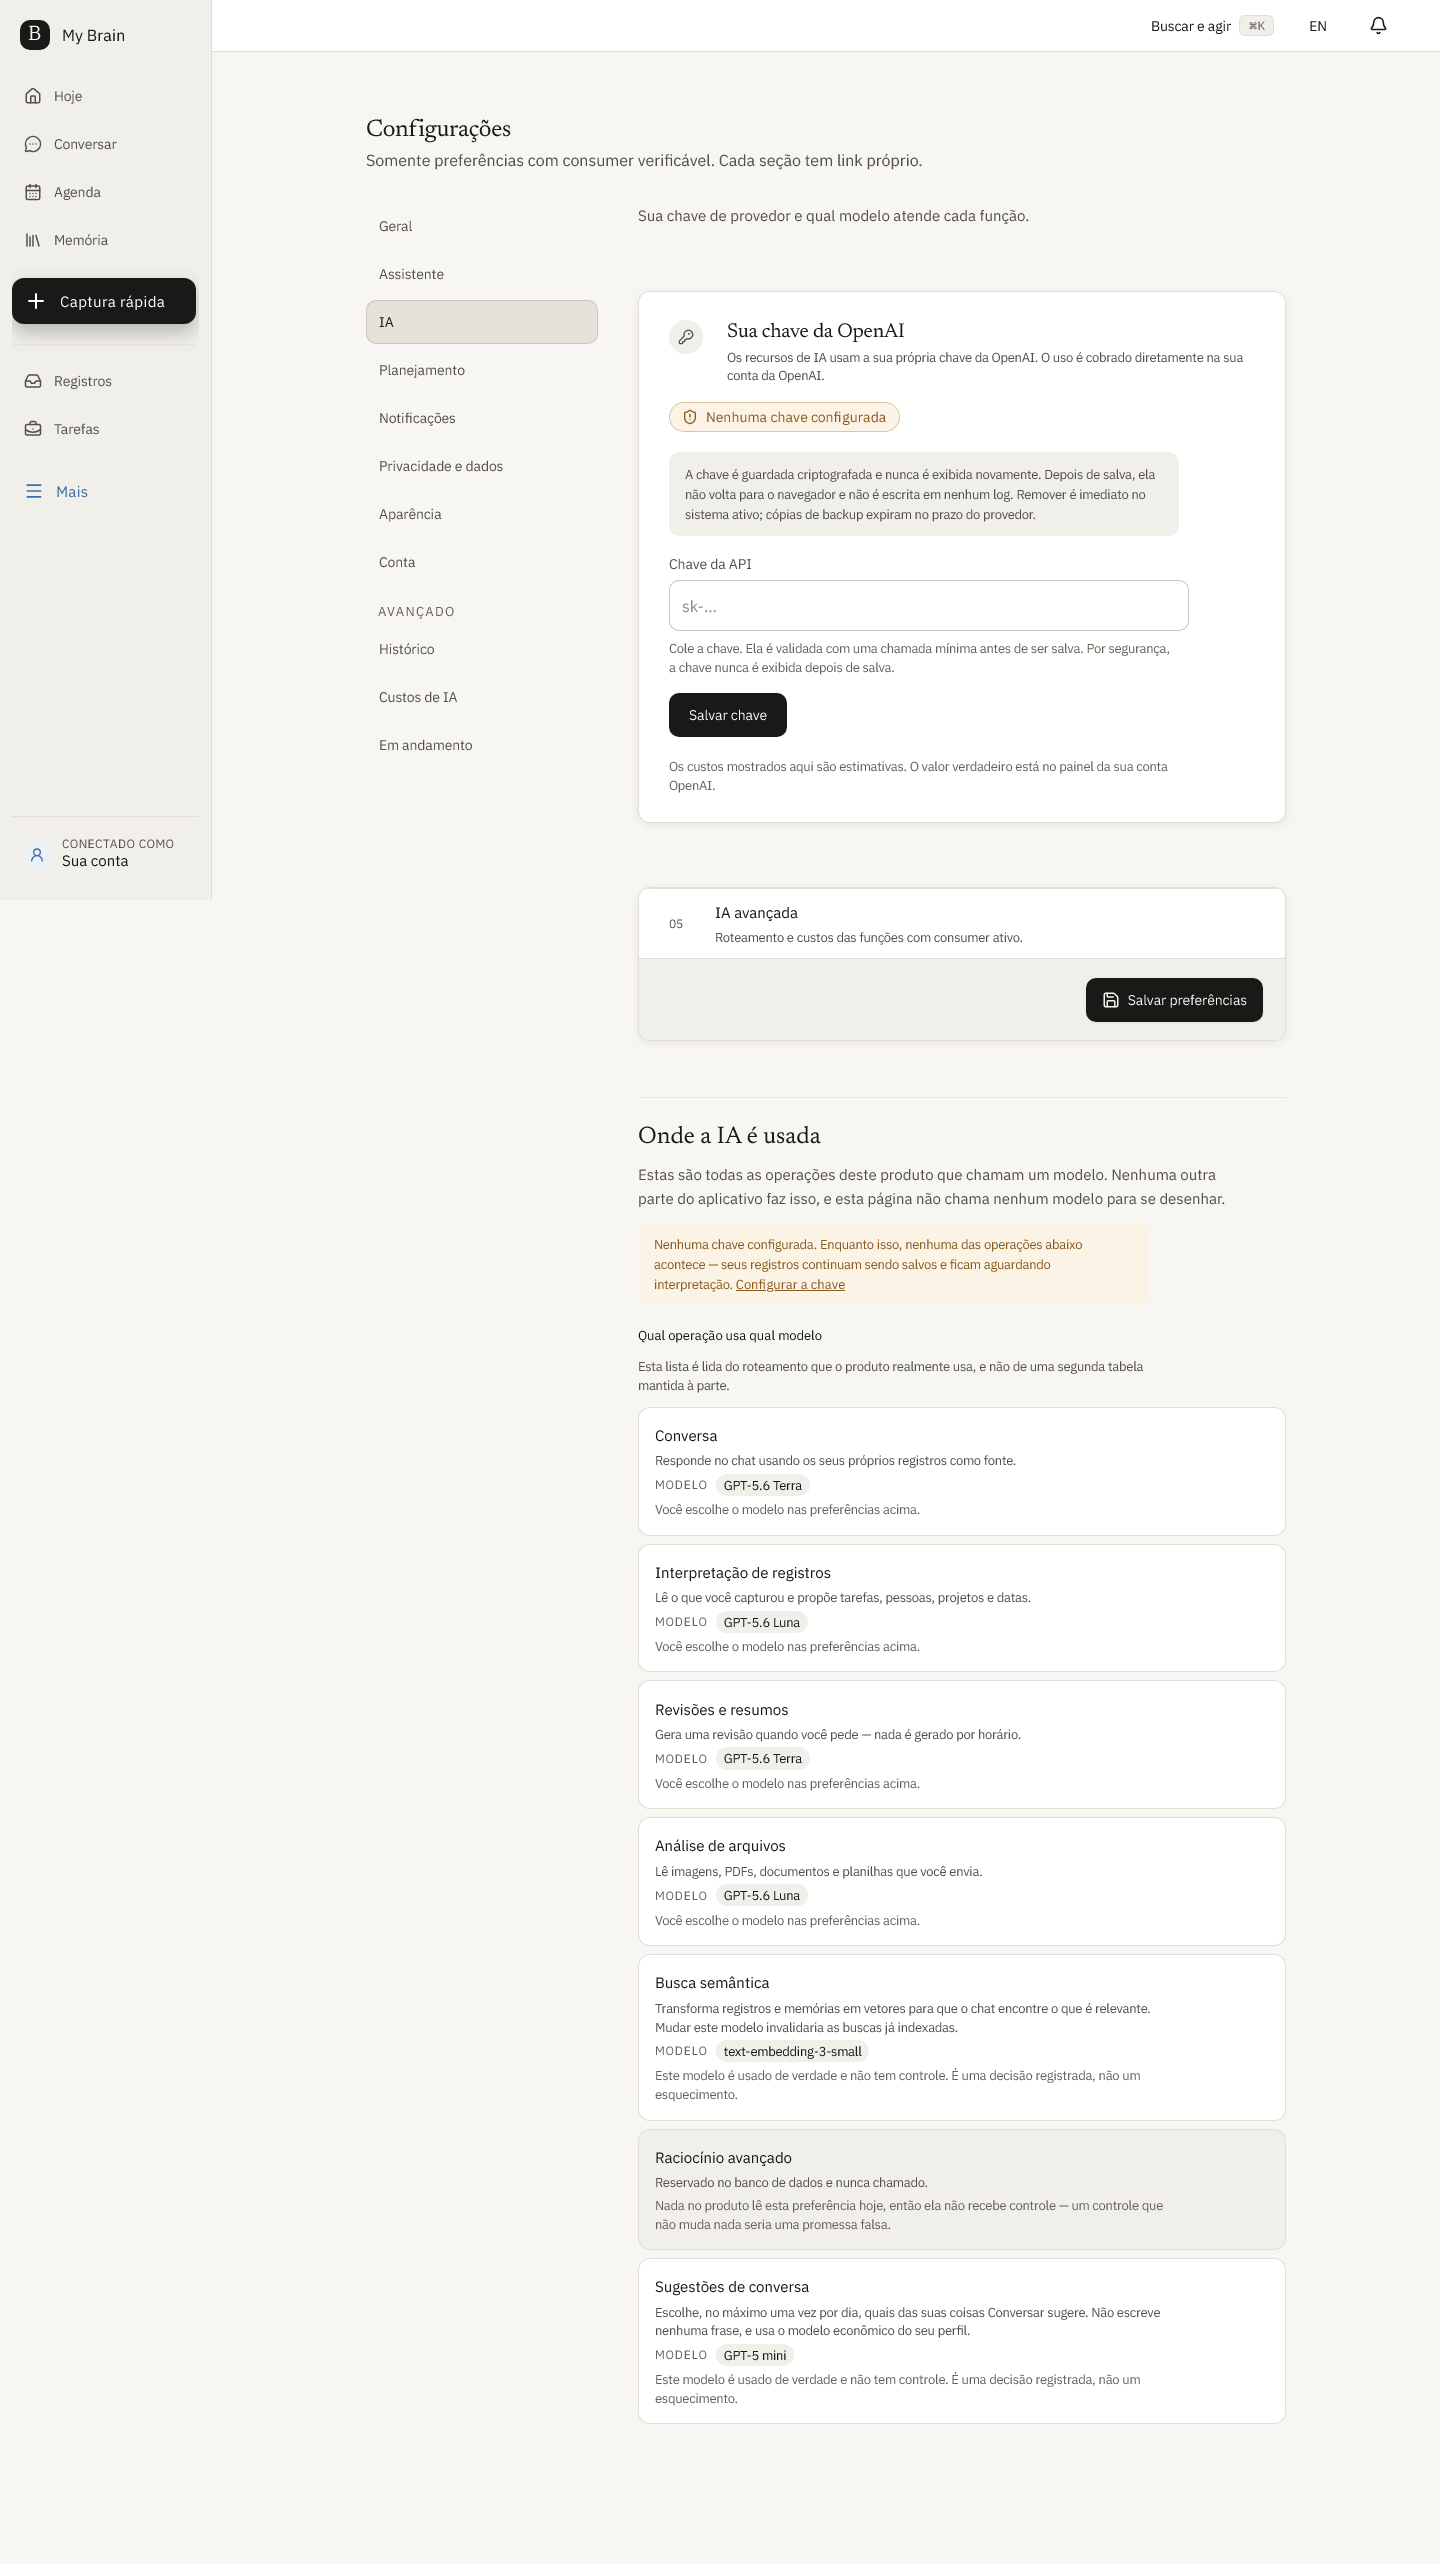 B
My Brain
Hoje
Conversar
Agenda
Memória
Captura rápida
Registros
Tarefas
Mais
CONECTADO COMO
Sua conta
Buscar e agir ⌘K
EN
Configurações
Somente preferências com consumer verificável. Cada seção tem link próprio.
Geral
Assistente
IA
Planejamento
Notificações
Privacidade e dados
Aparência
Conta
AVANÇADO
Histórico
Custos de IA
Em andamento
Sua chave de provedor e qual modelo atende cada função.
Sua chave da OpenAI
Os recursos de IA usam a sua própria chave da OpenAI. O uso é cobrado diretamente na sua
conta da OpenAI.
Nenhuma chave configurada
A chave é guardada criptografada e nunca é exibida novamente. Depois de salva, ela
não volta para o navegador e não é escrita em nenhum log. Remover é imediato no
sistema ativo; cópias de backup expiram no prazo do provedor.
Chave da API
sk-...
Cole a chave. Ela é validada com uma chamada mínima antes de ser salva. Por segurança,
a chave nunca é exibida depois de salva.
Salvar chave
Os custos mostrados aqui são estimativas. O valor verdadeiro está no painel da sua conta
OpenAI.
05
IA avançada
Roteamento e custos das funções com consumer ativo.
Salvar preferências
Onde a IA é usada
Estas são todas as operações deste produto que chamam um modelo. Nenhuma outra
parte do aplicativo faz isso, e esta página não chama nenhum modelo para se desenhar.
Nenhuma chave configurada. Enquanto isso, nenhuma das operações abaixo
acontece — seus registros continuam sendo salvos e ficam aguardando
interpretação. Configurar a chave
Qual operação usa qual modelo
Esta lista é lida do roteamento que o produto realmente usa, e não de uma segunda tabela
mantida à parte.
Conversa
Responde no chat usando os seus próprios registros como fonte.
MODELO GPT-5.6 Terra
Você escolhe o modelo nas preferências acima.
Interpretação de registros
Lê o que você capturou e propõe tarefas, pessoas, projetos e datas.
MODELO GPT-5.6 Luna
Você escolhe o modelo nas preferências acima.
Revisões e resumos
Gera uma revisão quando você pede — nada é gerado por horário.
MODELO GPT-5.6 Terra
Você escolhe o modelo nas preferências acima.
Análise de arquivos
Lê imagens, PDFs, documentos e planilhas que você envia.
MODELO GPT-5.6 Luna
Você escolhe o modelo nas preferências acima.
Busca semântica
Transforma registros e memórias em vetores para que o chat encontre o que é relevante.
Mudar este modelo invalidaria as buscas já indexadas.
MODELO text-embedding-3-small
Este modelo é usado de verdade e não tem controle. É uma decisão registrada, não um
esquecimento.
Raciocínio avançado
Reservado no banco de dados e nunca chamado.
Nada no produto lê esta preferência hoje, então ela não recebe controle — um controle que
não muda nada seria uma promessa falsa.
Sugestões de conversa
Escolhe, no máximo uma vez por dia, quais das suas coisas Conversar sugere. Não escreve
nenhuma frase, e usa o modelo econômico do seu perfil.
MODELO GPT-5 mini
Este modelo é usado de verdade e não tem controle. É uma decisão registrada, não um
esquecimento.